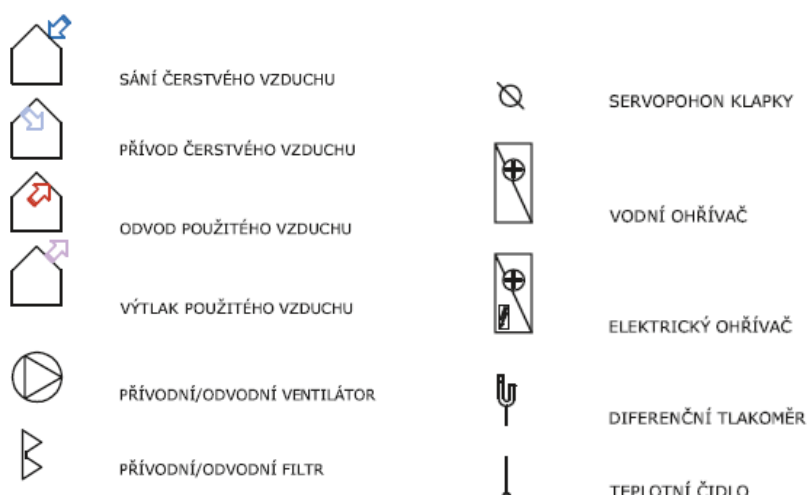 SÁNÍ ČERSTVÉHO VZDUCHU
PŘÍVOD ČERSTVÉHO VZDUCHU
ODVOD POUŽITÉHO VZDUCHU
VÝTLAK POUŽITÉHO VZDUCHU
PŘÍVODNÍ/ODVODNÍ VENTILÁTOR
PŘÍVODNÍ/ODVODNÍ FILTR
SERVOPOHON KLAPKY
VODNÍ OHŘÍVAČ
ELEKTRICKÝ OHŘÍVAČ
DIFERENČNÍ TLAKOMĚR
TEPLOTNÍ ČIDLO